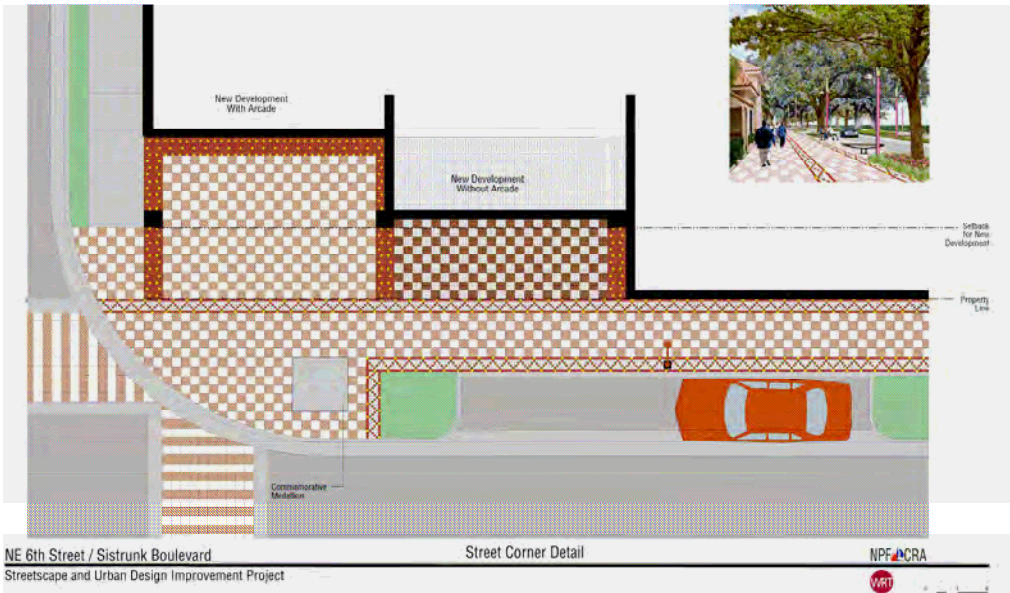 New Development
With Arcade
New Development
Without Arcade
Setback
for New
Development
Property
Line
Commemorative
Medallion
NE 6th Street / Sistrunk Boulevard
Street Corner Detail
NPF CRA
Streetscape and Urban Design Improvement Project
WRT